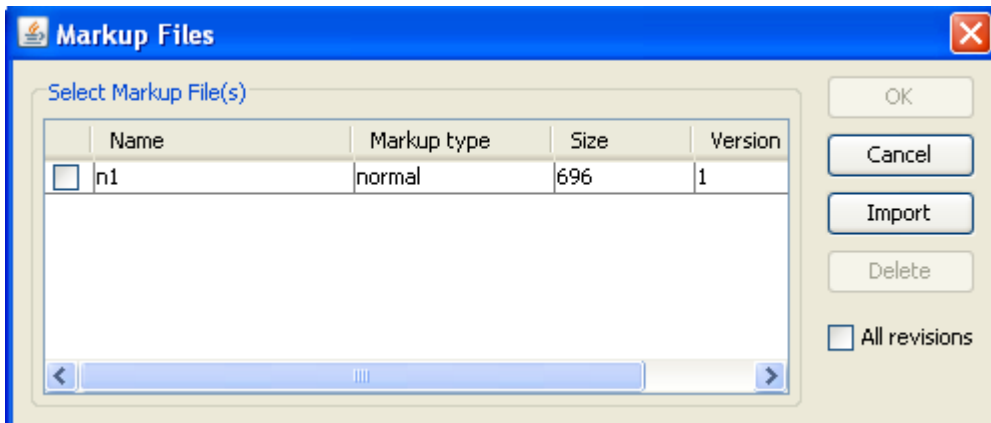 Markup Files
Select Markup File(s)
Name Markup type Size Version
n1 normal 696 1
OK
Cancel
Import
Delete
All revisions